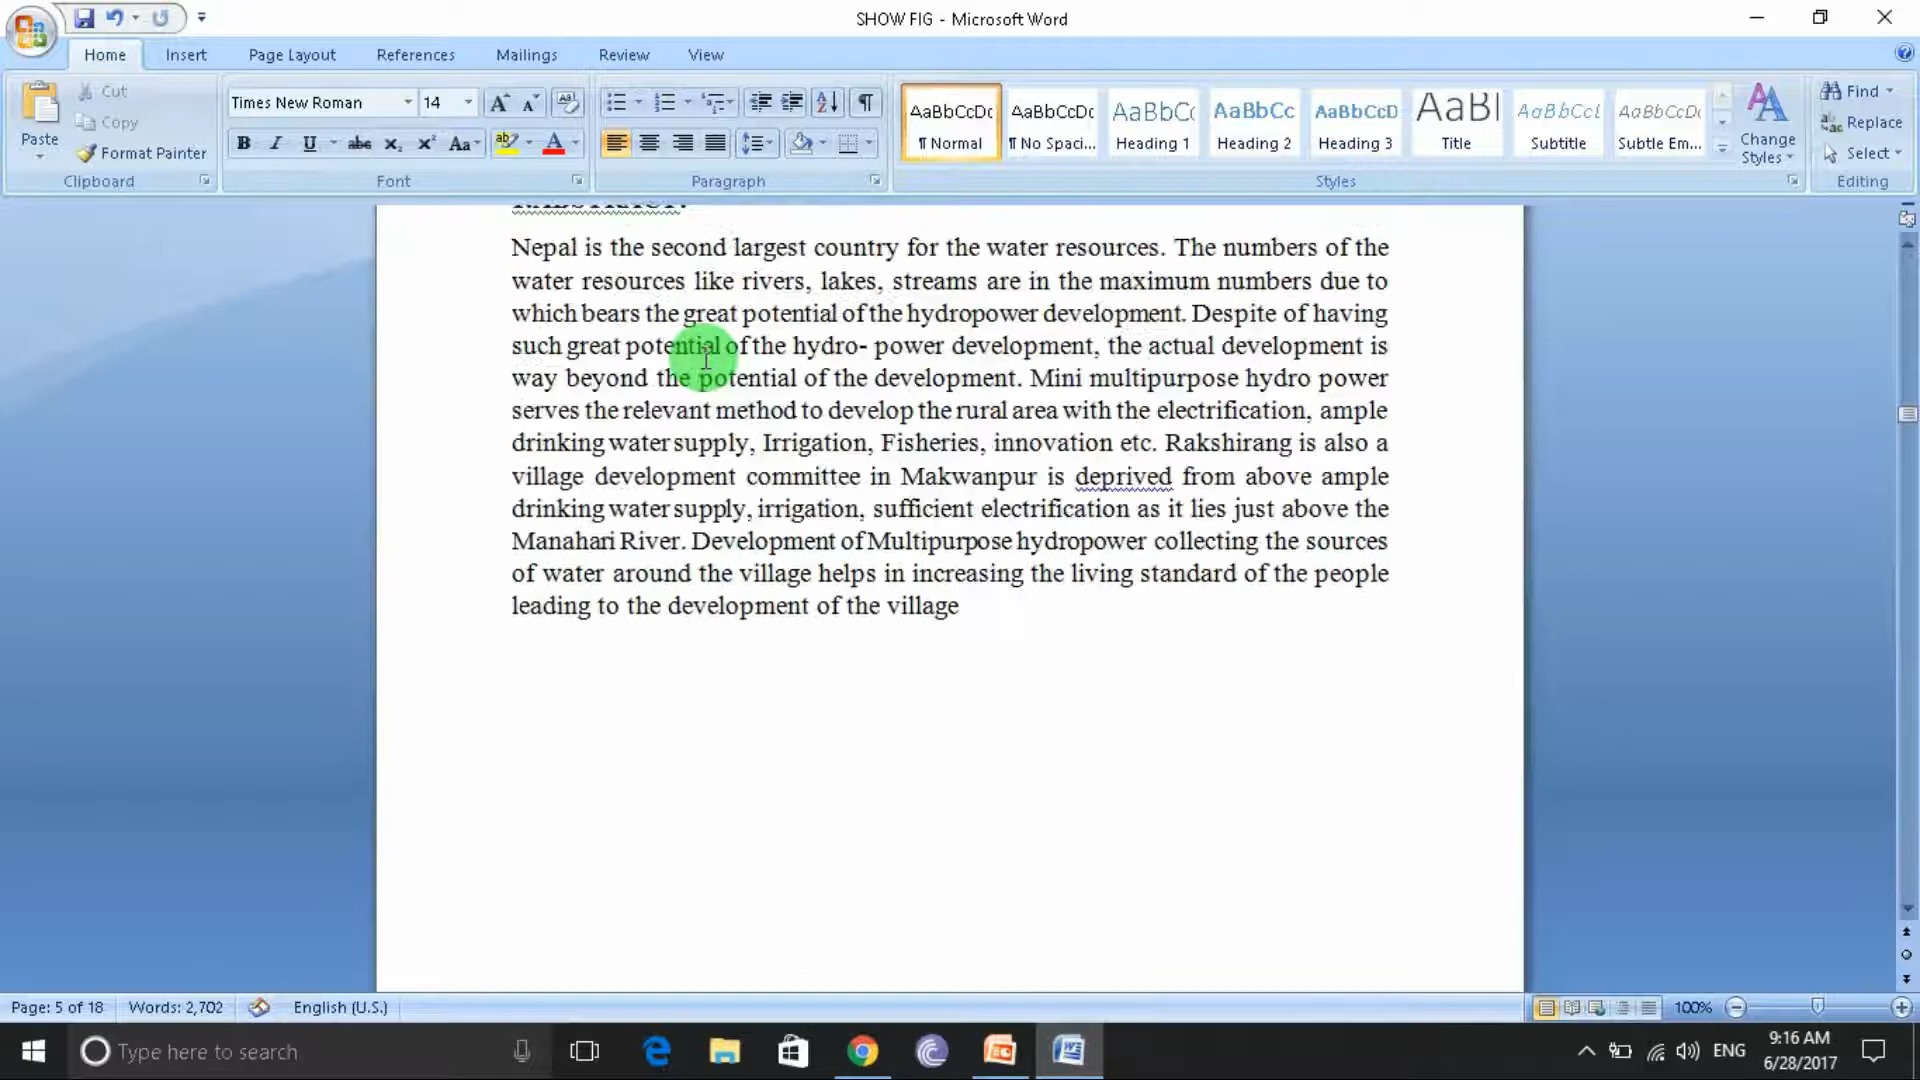 SHOW FIG - Microsoft Word
Home Insert Page Layout References Mailings Review View
Paste
Cut
Copy
Format Painter
Clipboard
Times New Roman 14
Font
Paragraph
AaBbCcDc AaBbCcDc AaBbC AaBbCc AaBbCcD AaBl AaBbCcI AaBbCcDc
¶ Normal ¶ No Spaci... Heading 1 Heading 2 Heading 3 Title Subtitle Subtle Em...
Change Styles
Styles
Find
Replace
Select
Editing
Nepal is the second largest country for the water resources. The numbers of the
water resources like rivers, lakes, streams are in the maximum numbers due to
which bears the great potential of the hydropower development. Despite of having
such great potential of the hydro- power development, the actual development is
way beyond the potential of the development. Mini multipurpose hydro power
serves the relevant method to develop the rural area with the electrification, ample
drinking water supply, Irrigation, Fisheries, innovation etc. Rakshirang is also a
village development committee in Makwanpur is deprived from above ample
drinking water supply, irrigation, sufficient electrification as it lies just above the
Manahari River. Development of Multipurpose hydropower collecting the sources
of water around the village helps in increasing the living standard of the people
leading to the development of the village
Page: 5 of 18 Words: 2,702 English (U.S.) 100%
Type here to search ENG 9:16 AM
6/28/2017